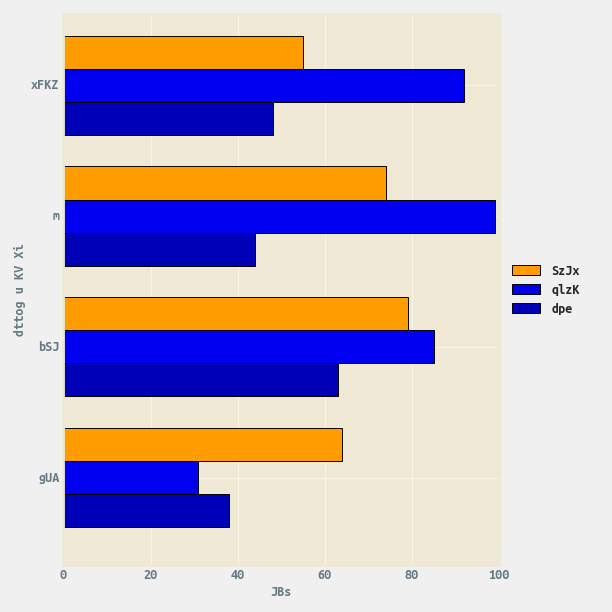 xFKZ
m
bSJ
gUA
dttog u KV Xi
0 20 40 60 80 100
JBs
SzJx
qlzK
dpe